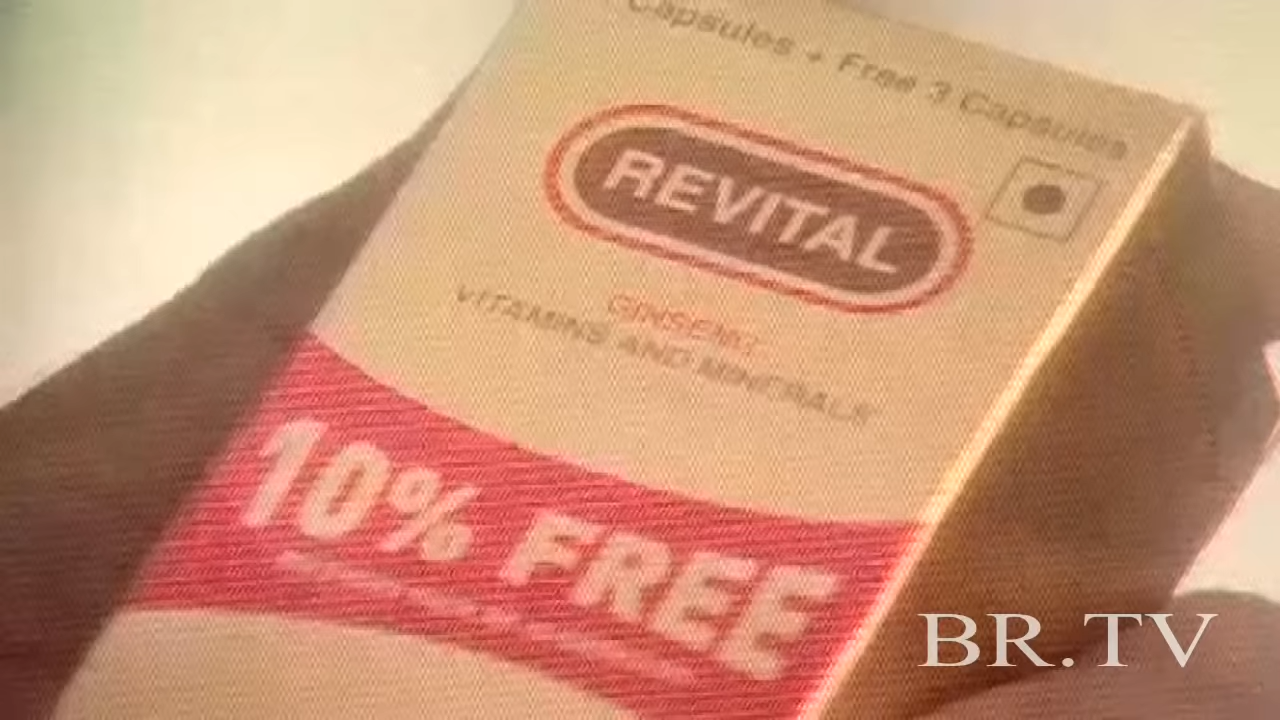 Capsules + Free 3 Capsules
REVITAL
GINSENG
VITAMINS AND MINERALS
10% FREE
BR.TV